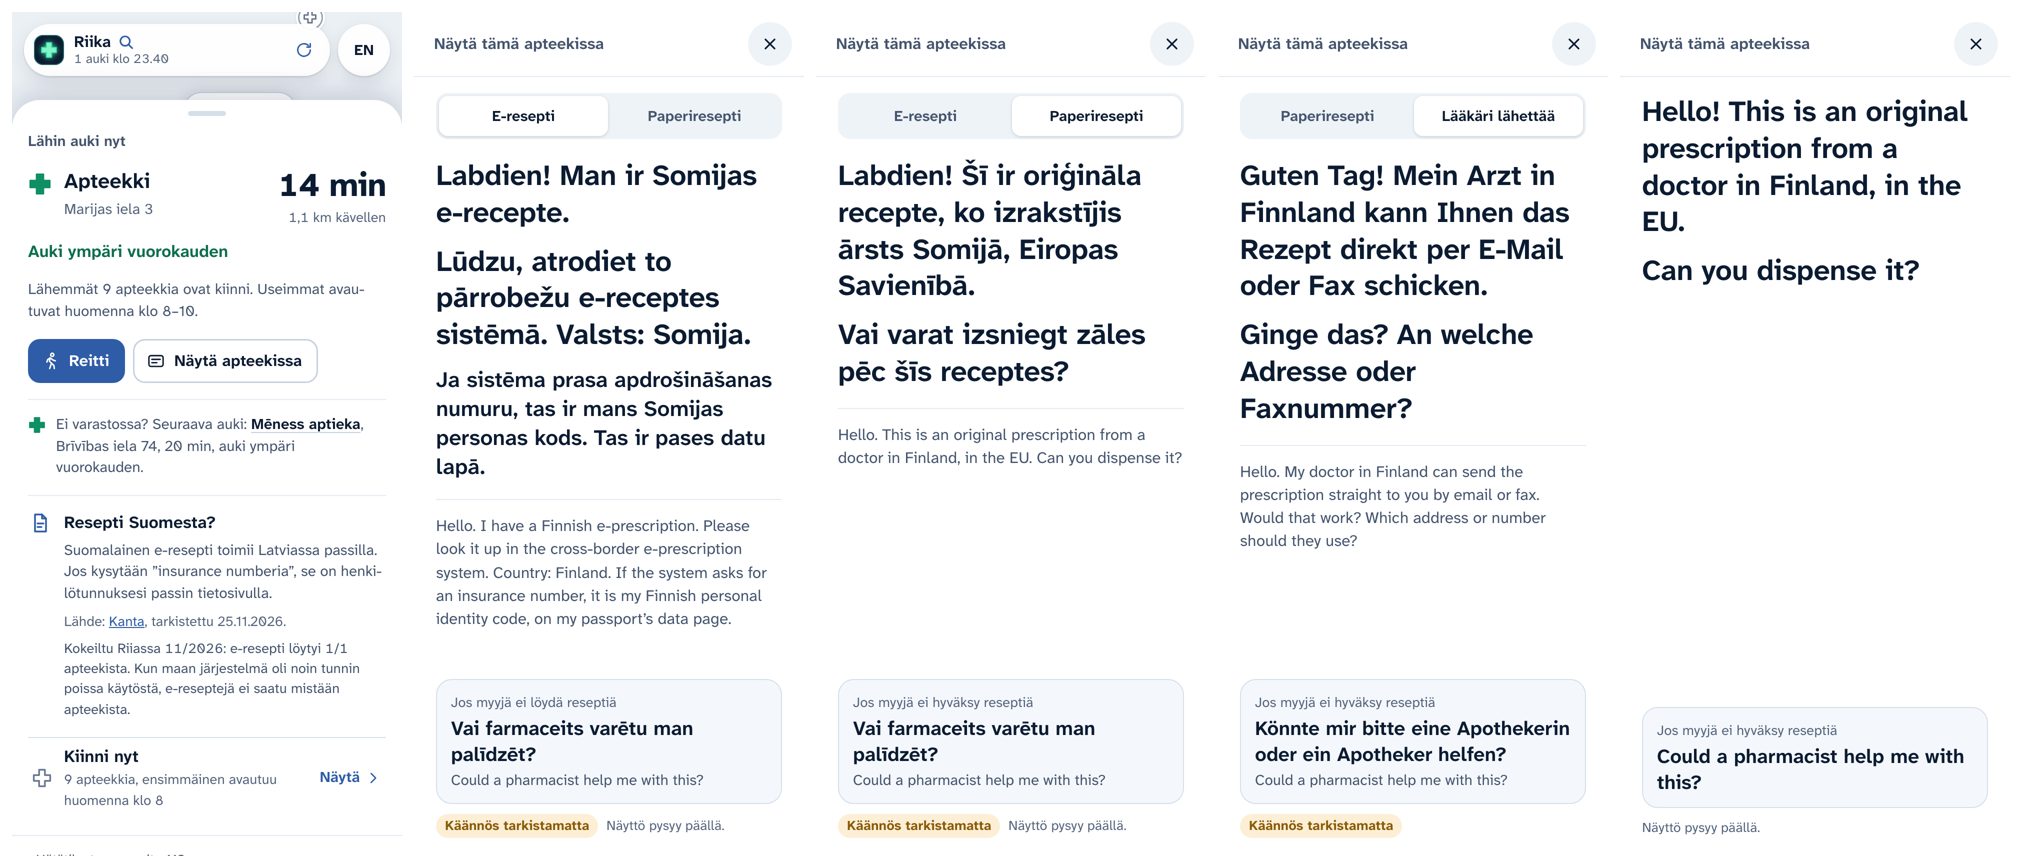 Riika
1 auki klo 23.40
EN
Lähin auki nyt
Apteekki
14 min
Marijas iela 3
1,1 km kävellen
Auki ympäri vuorokauden
Lähemmät 9 apteekkia ovat kiinni. Useimmat avau-
tuvat huomenna klo 8–10.
Reitti
Näytä apteekissa
Ei varastossa? Seuraava auki: Mēness aptieka,
Brīvības iela 74, 20 min, auki ympäri
vuorokauden.
Resepti Suomesta?
Suomalainen e-resepti toimii Latviassa passilla.
Jos kysytään ”insurance numberia”, se on henki-
lötunnuksesi passin tietosivulla.
Lähde: Kanta, tarkistettu 25.11.2026.
Kokeiltu Riiassa 11/2026: e-resepti löytyi 1/1
apteekista. Kun maan järjestelmä oli noin tunnin
poissa käytöstä, e-reseptejä ei saatu mistään
apteekista.
Kiinni nyt
9 apteekkia, ensimmäinen avautuu
huomenna klo 8
Näytä
Näytä tämä apteekissa
E-resepti
Paperiresepti
Labdien! Man ir Somijas
e-recepte.
Lūdzu, atrodiet to
pārrobežu e-receptes
sistēmā. Valsts: Somija.
Ja sistēma prasa apdrošināšanas
numuru, tas ir mans Somijas
personas kods. Tas ir pases datu
lapā.
Hello. I have a Finnish e-prescription. Please
look it up in the cross-border e-prescription
system. Country: Finland. If the system asks for
an insurance number, it is my Finnish personal
identity code, on my passport’s data page.
Jos myyjä ei löydä reseptiä
Vai farmaceits varētu man
palīdzēt?
Could a pharmacist help me with this?
Käännös tarkistamatta
Näyttö pysyy päällä.
Näytä tämä apteekissa
E-resepti
Paperiresepti
Labdien! Šī ir oriģināla
recepte, ko izrakstījis
ārsts Somijā, Eiropas
Savienībā.
Vai varat izsniegt zāles
pēc šīs receptes?
Hello. This is an original prescription from a
doctor in Finland, in the EU. Can you dispense it?
Jos myyjä ei hyväksy reseptiä
Vai farmaceits varētu man
palīdzēt?
Could a pharmacist help me with this?
Käännös tarkistamatta
Näyttö pysyy päällä.
Näytä tämä apteekissa
Paperiresepti
Lääkäri lähettää
Guten Tag! Mein Arzt in
Finnland kann Ihnen das
Rezept direkt per E-Mail
oder Fax schicken.
Ginge das? An welche
Adresse oder
Faxnummer?
Hello. My doctor in Finland can send the
prescription straight to you by email or fax.
Would that work? Which address or number
should they use?
Jos myyjä ei hyväksy reseptiä
Könnte mir bitte eine Apothekerin
oder ein Apotheker helfen?
Could a pharmacist help me with this?
Käännös tarkistamatta
Näytä tämä apteekissa
Hello! This is an original
prescription from a
doctor in Finland, in the
EU.
Can you dispense it?
Jos myyjä ei hyväksy reseptiä
Could a pharmacist help me with
this?
Näyttö pysyy päällä.